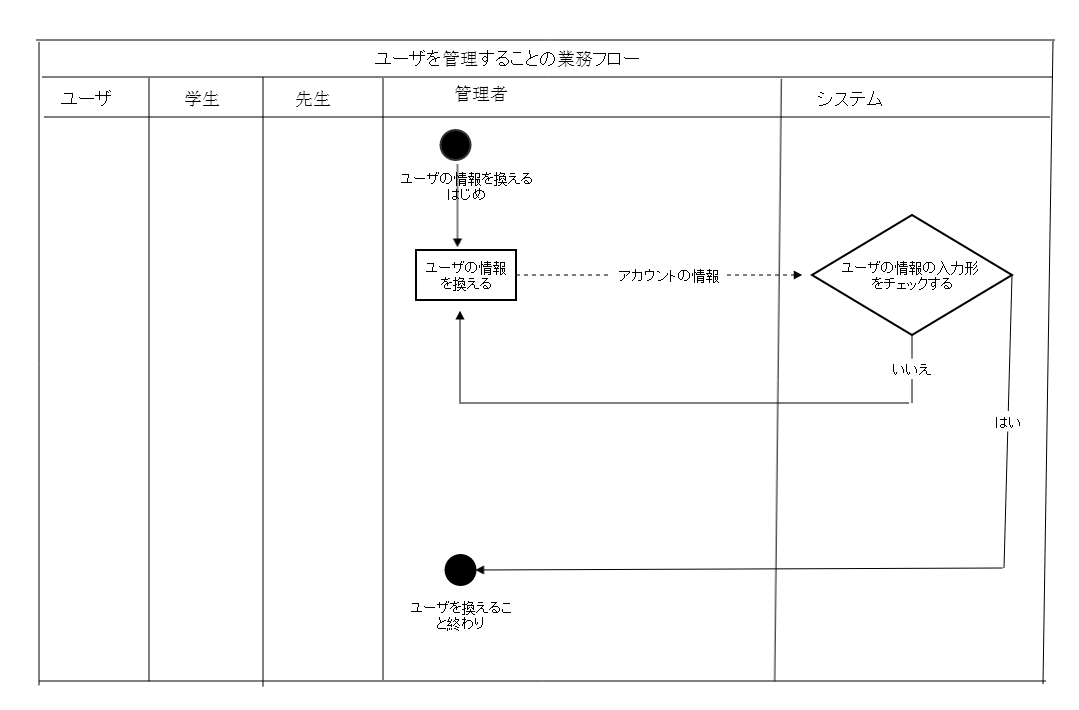 ユーザを管理することの業務フロー
ユーザ
学生
先生
管理者
システム
ユーザの情報を換える
はじめ
ユーザの情報
を換える
アカウントの情報
ユーザの情報の入力形
をチェックする
いいえ
はい
ユーザを換えるこ
と終わり